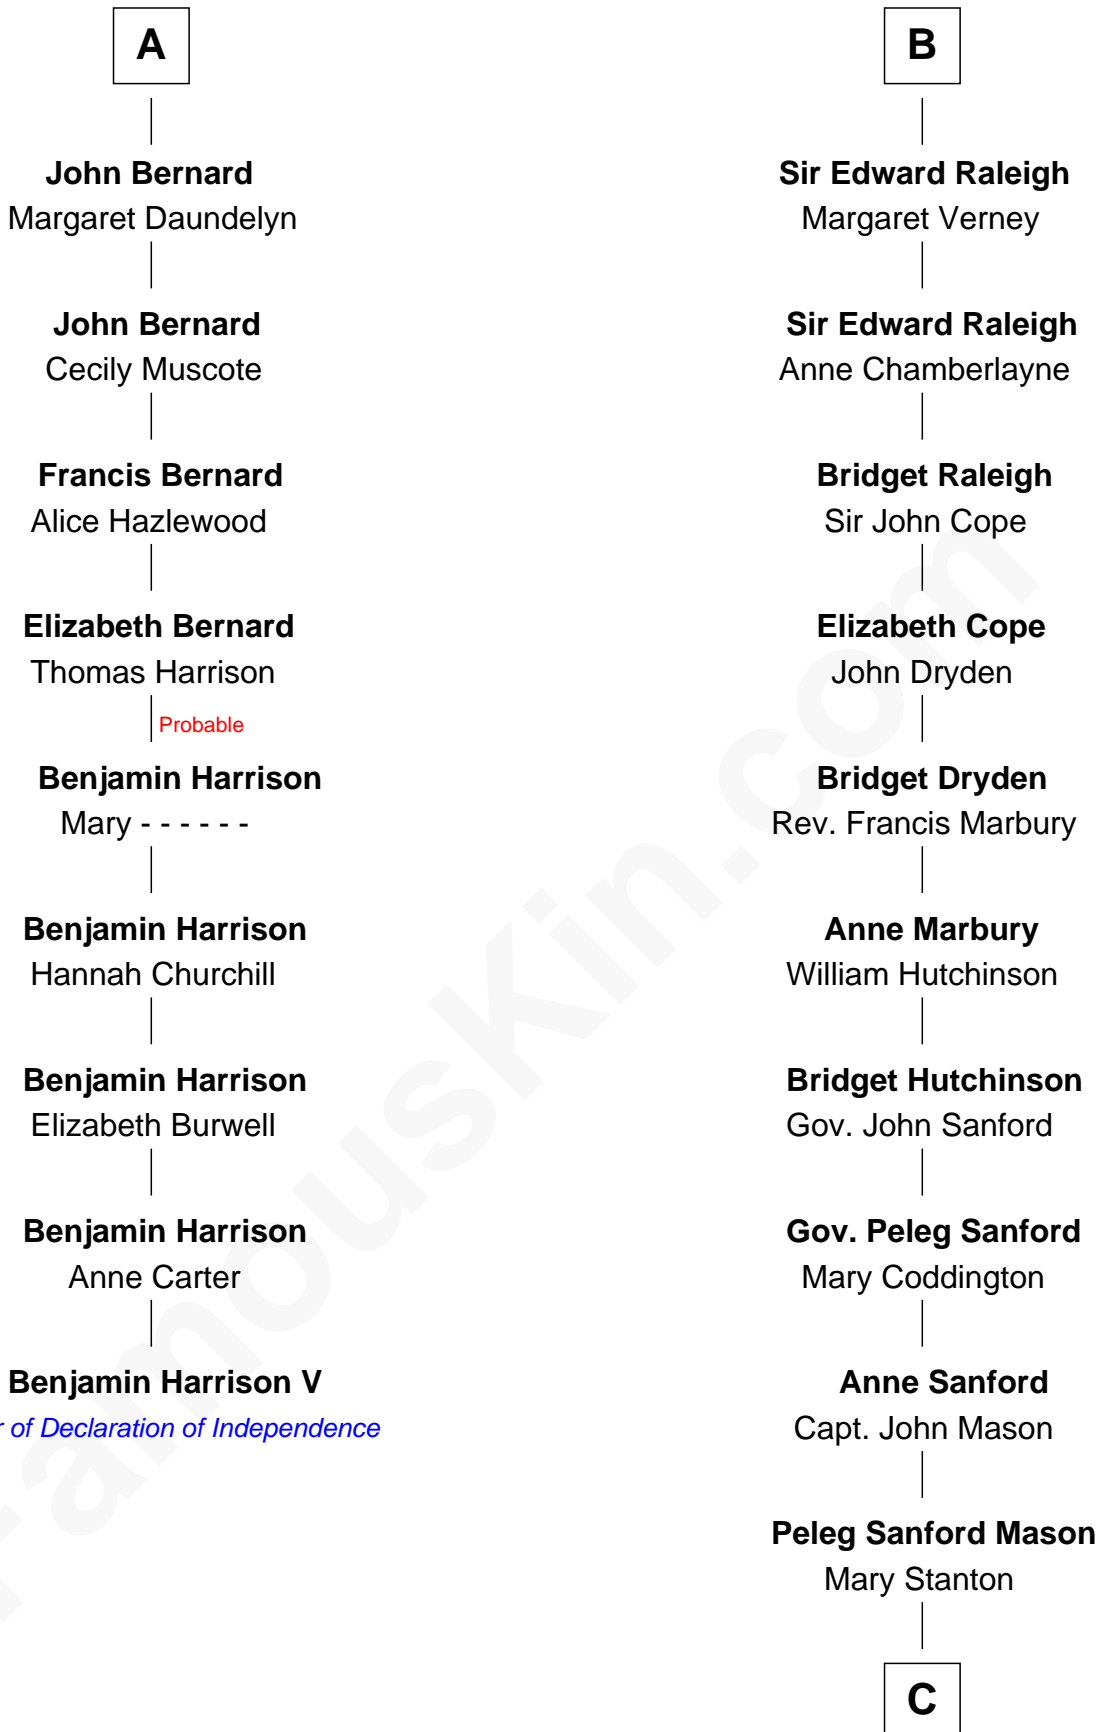 A
John Bernard
Margaret Daundelyn
John Bernard
Cecily Muscote
Francis Bernard
Alice Hazlewood
Elizabeth Bernard
Thomas Harrison
Probable
Benjamin Harrison
Mary - - - - - -
Benjamin Harrison
Hannah Churchill
Benjamin Harrison
Elizabeth Burwell
Benjamin Harrison
Anne Carter
Benjamin Harrison V
r of Declaration of Independence
B
Sir Edward Raleigh
Margaret Verney
Sir Edward Raleigh
Anne Chamberlayne
Bridget Raleigh
Sir John Cope
Elizabeth Cope
John Dryden
Bridget Dryden
Rev. Francis Marbury
Anne Marbury
William Hutchinson
Bridget Hutchinson
Gov. John Sanford
Gov. Peleg Sanford
Mary Coddington
Anne Sanford
Capt. John Mason
Peleg Sanford Mason
Mary Stanton
C
FamousKin.com